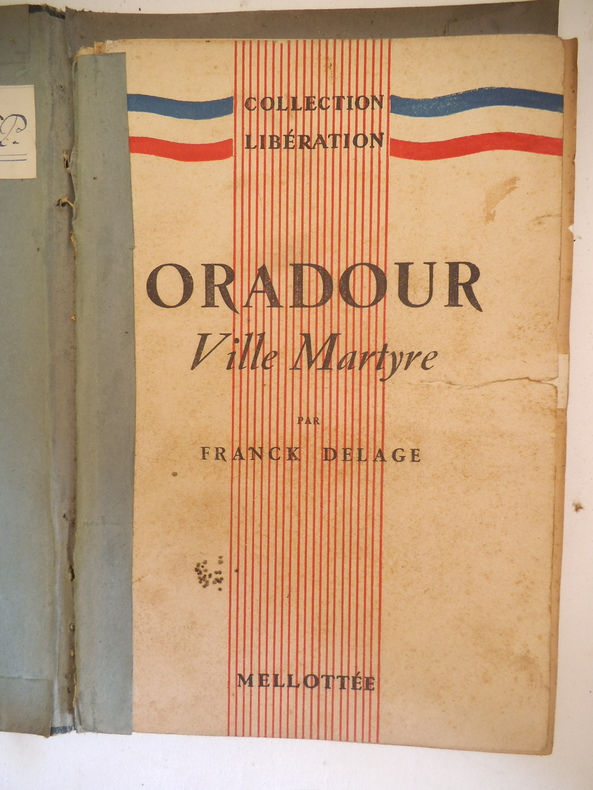 COLLECTION
LIBÉRATION
ORADOUR
Ville Martyre
PAR
FRANCK DELAGE
MELLOTTÉE